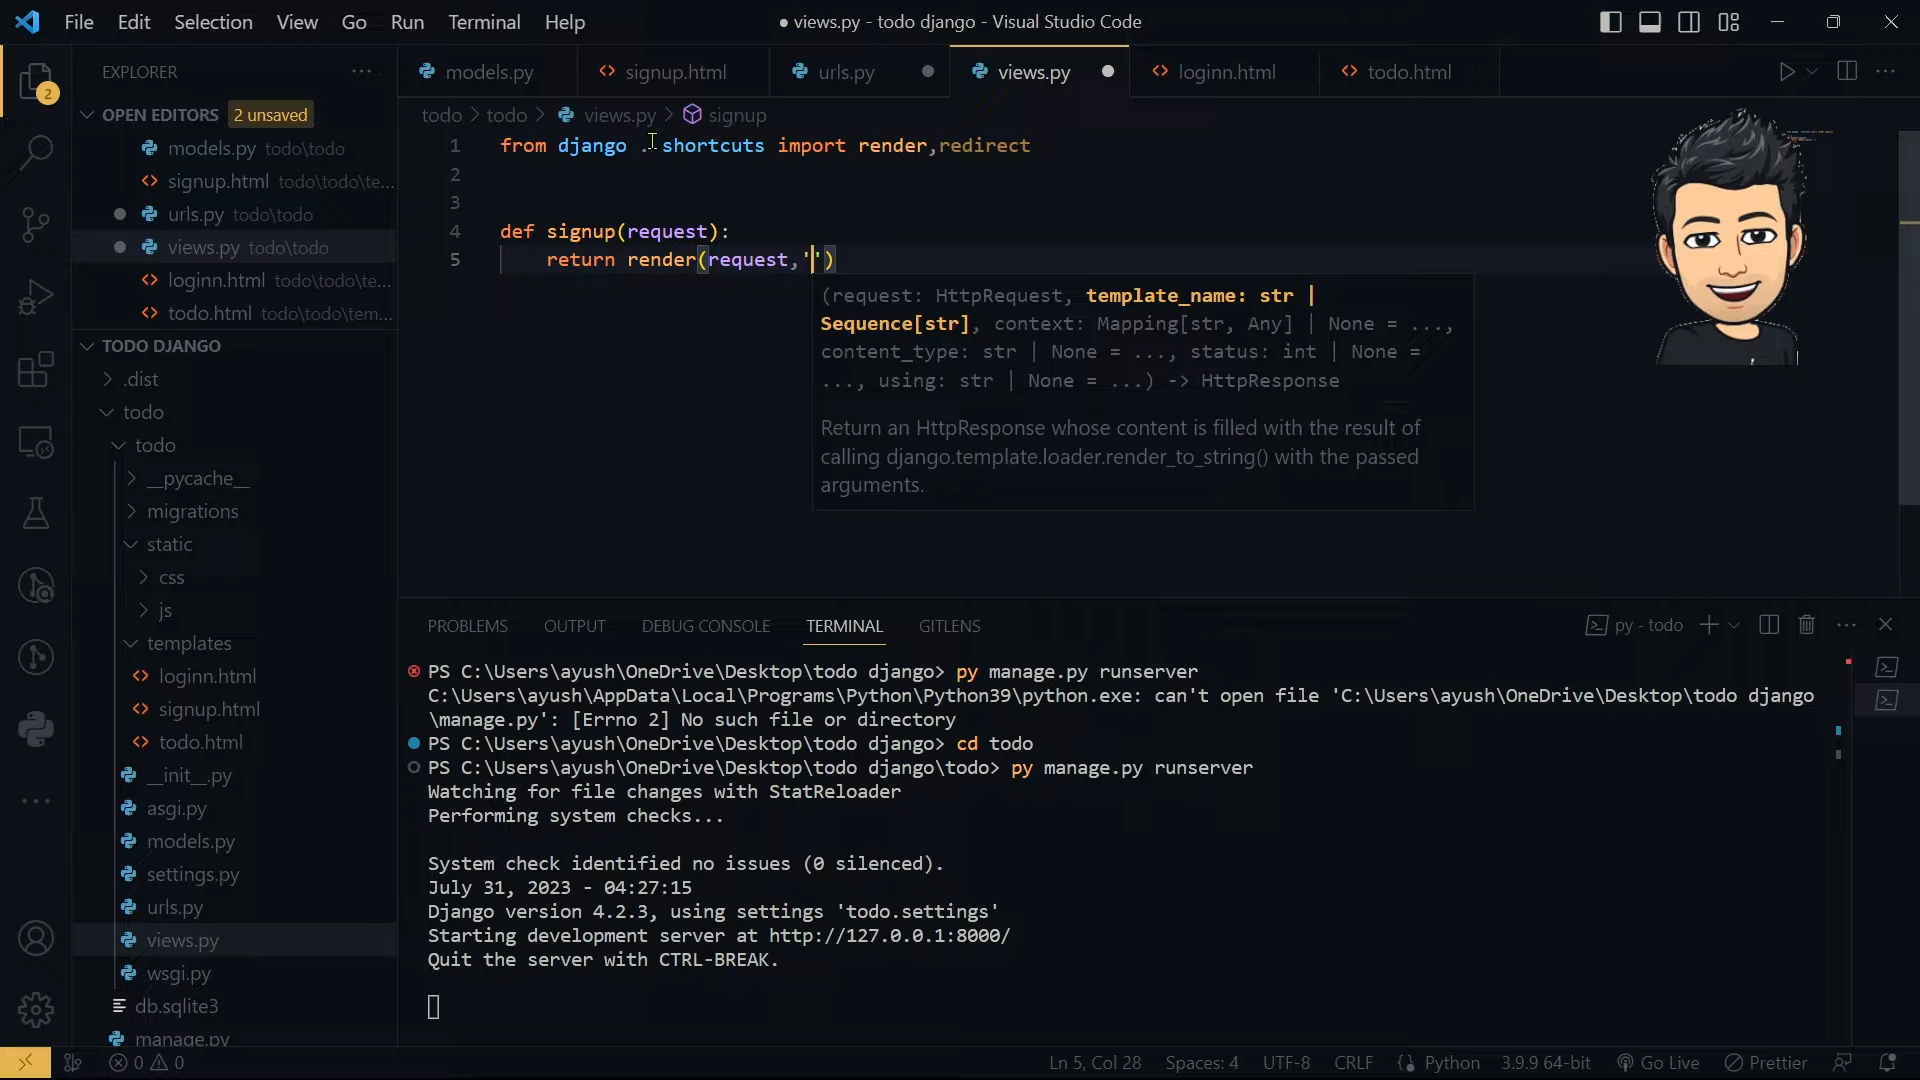 File Edit Selection View Go Run Terminal Help
● views.py - todo django - Visual Studio Code
EXPLORER
models.py signup.html urls.py views.py loginn.html todo.html
2
OPEN EDITORS 2 unsaved
models.py todo\todo
signup.html todo\todo\te...
urls.py todo\todo
views.py todo\todo
loginn.html todo\todo\te...
todo.html todo\todo\tem...
TODO DJANGO
.dist
todo
todo
__pycache__
migrations
static
css
js
templates
loginn.html
signup.html
todo.html
__init__.py
asgi.py
models.py
settings.py
urls.py
views.py
wsgi.py
db.sqlite3
manage.py
todo > todo > views.py > signup
1 from django . shortcuts import render,redirect
2
3
4 def signup(request):
5 return render(request,'')
(request: HttpRequest, template_name: str |
Sequence[str], context: Mapping[str, Any] | None = ...,
content_type: str | None = ..., status: int | None =
..., using: str | None = ...) -> HttpResponse
Return an HttpResponse whose content is filled with the result of
calling django.template.loader.render_to_string() with the passed
arguments.
PROBLEMS OUTPUT DEBUG CONSOLE TERMINAL GITLENS
py - todo
PS C:\Users\ayush\OneDrive\Desktop\todo django> py manage.py runserver
C:\Users\ayush\AppData\Local\Programs\Python\Python39\python.exe: can't open file 'C:\Users\ayush\OneDrive\Desktop\todo django
\manage.py': [Errno 2] No such file or directory
PS C:\Users\ayush\OneDrive\Desktop\todo django> cd todo
PS C:\Users\ayush\OneDrive\Desktop\todo django\todo> py manage.py runserver
Watching for file changes with StatReloader
Performing system checks...
System check identified no issues (0 silenced).
July 31, 2023 - 04:27:15
Django version 4.2.3, using settings 'todo.settings'
Starting development server at http://127.0.0.1:8000/
Quit the server with CTRL-BREAK.
0 0
Ln 5, Col 28 Spaces: 4 UTF-8 CRLF Python 3.9.9 64-bit Go Live Prettier